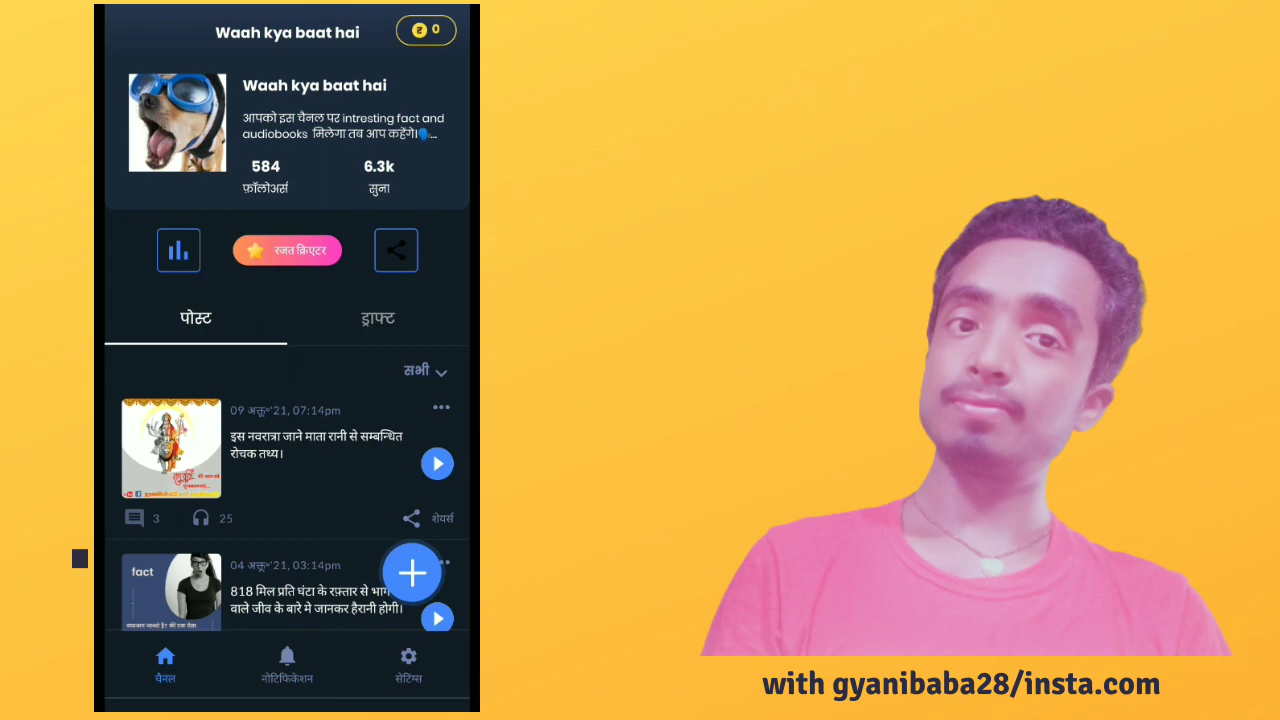 Waah kya baat hai
0
Waah kya baat hai
आपको इस चैनल पर intresting fact and
audiobooks मिलेगा तब आप कहेंगे।🗣️...
584
6.3k
फ़ॉलोअर्स
सुना
रजत क्रिएटर
पोस्ट
ड्राफ्ट
सभी
09 अक्तू॰'21, 07:14pm
इस नवरात्रा जाने माता रानी से सम्बन्धित
रोचक तथ्य।
3
25
शेयर्स
04 अक्तू॰'21, 03:14pm
fact
818 मिल प्रति घंटा के रफ़्तार से भाग
वाले जीव के बारे मे जानकर हैरानी होगी।
चैनल
नोटिफिकेशन
सेटिंग्स
with gyanibaba28/insta.com